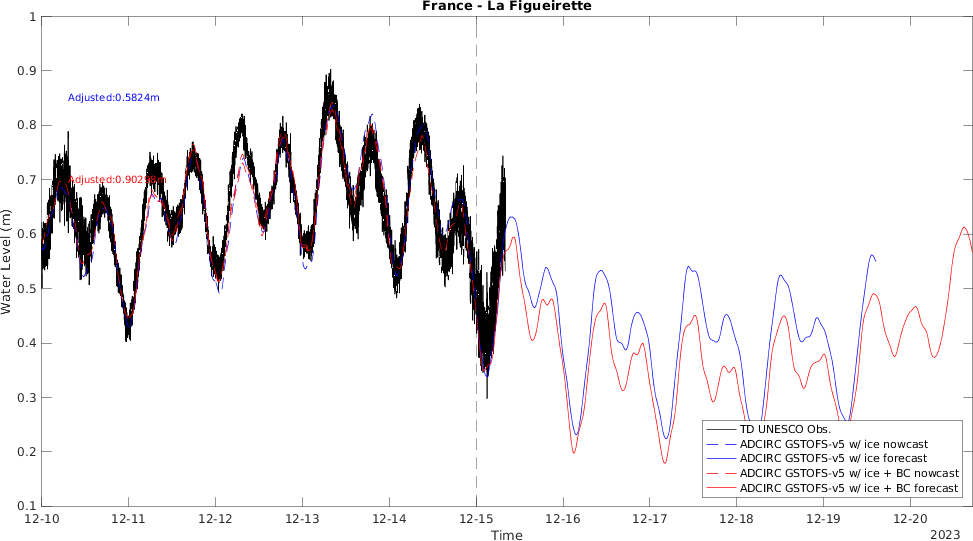 France - La Figueirette
Water Level (m)
1
0.9
0.8
0.7
0.6
0.5
0.4
0.3
0.2
0.1
Adjusted:0.5824m
TD UNESCO Obs.
ADCIRC GSTOFS-v5 w/ ice nowcast
ADCIRC GSTOFS-v5 w/ ice forecast
ADCIRC GSTOFS-v5 w/ ice + BC nowcast
ADCIRC GSTOFS-v5 w/ ice + BC forecast
12-10 12-11 12-12 12-13 12-14 12-15 12-16 12-17 12-18 12-19 12-20
Time
2023